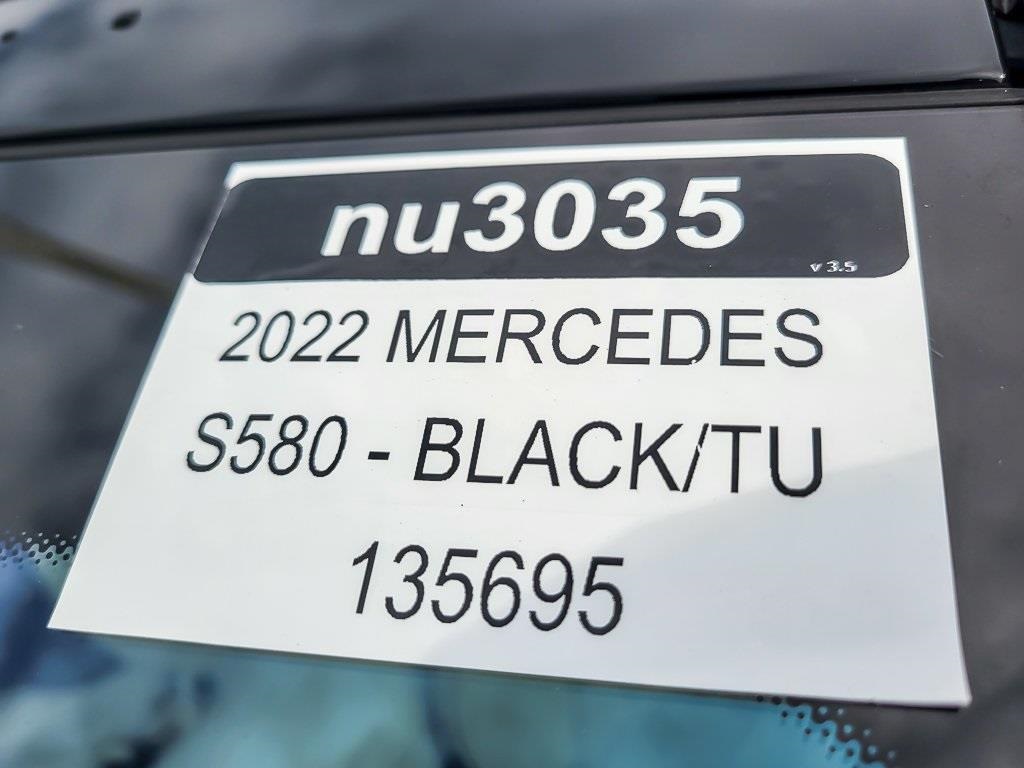 nu3035
v 3.5
2022 MERCEDES
S580 - BLACK/TU
135695